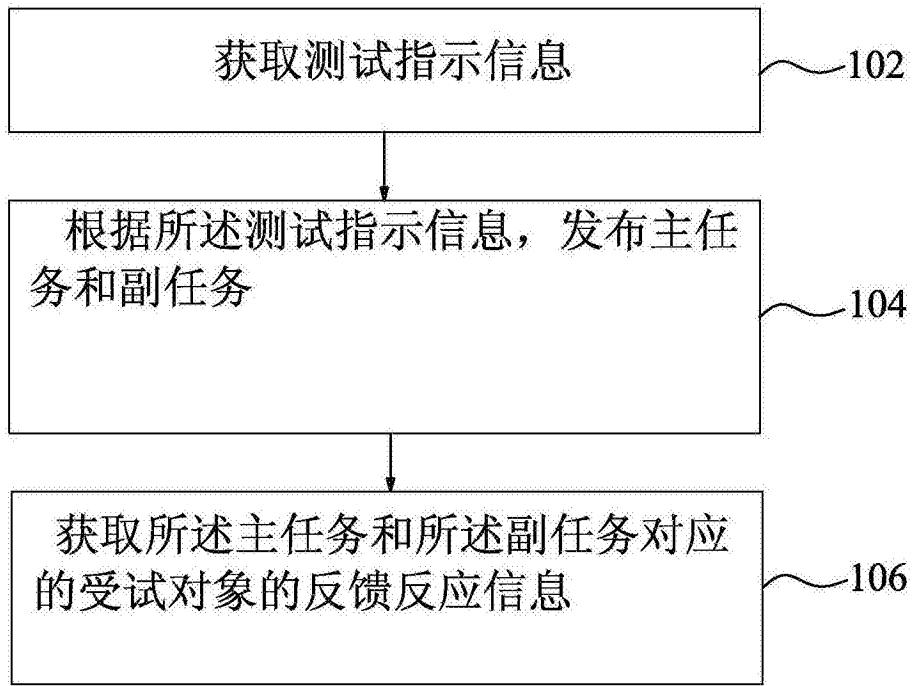 获取测试指示信息
102
根据所述测试指示信息，发布主任
务和副任务
104
获取所述主任务和所述副任务对应
的受试对象的反馈反应信息
106